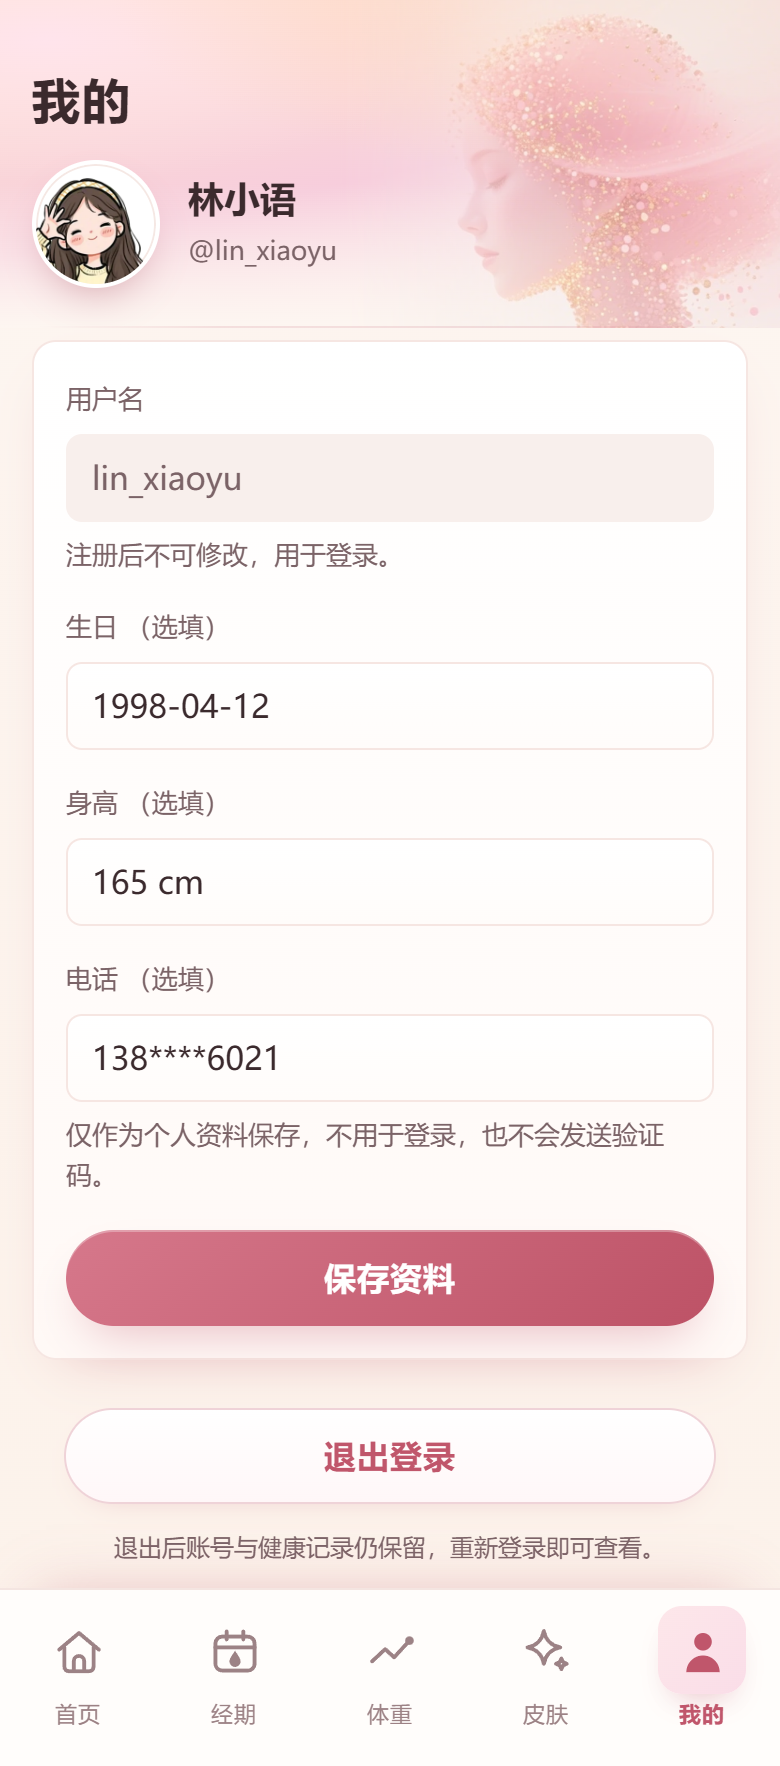 我的
林小语
@lin_xiaoyu
用户名
lin_xiaoyu
注册后不可修改，用于登录。
生日 （选填）
1998-04-12
身高 （选填）
165 cm
电话 （选填）
138****6021
仅作为个人资料保存，不用于登录，也不会发送验证
码。
保存资料
退出登录
退出后账号与健康记录仍保留，重新登录即可查看。
首页
经期
体重
皮肤
我的